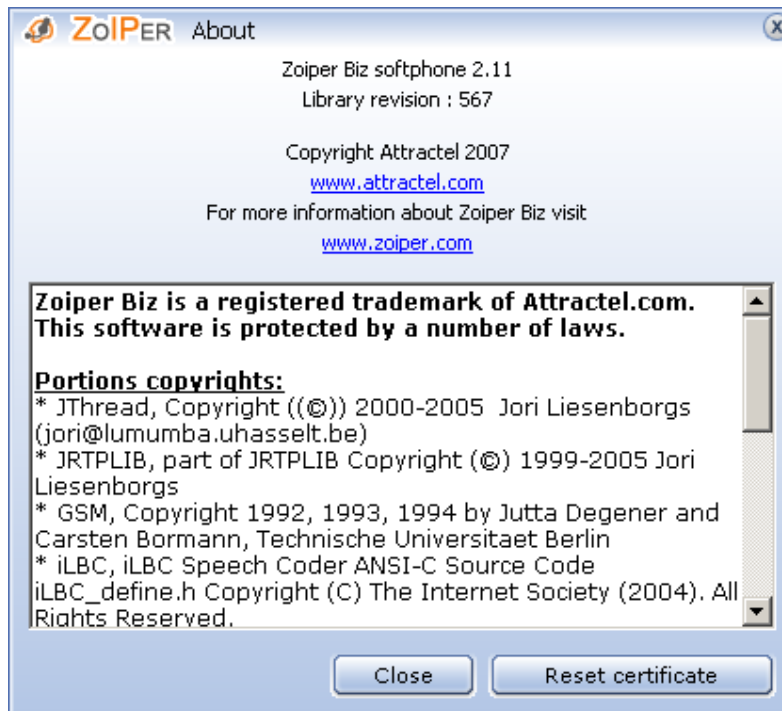 ZoIPER About
Zoiper Biz softphone 2.11
Library revision : 567
Copyright Attractel 2007
www.attractel.com
For more information about Zoiper Biz visit
www.zoiper.com
Zoiper Biz is a registered trademark of Attractel.com.
This software is protected by a number of laws.
Portions copyrights:
* JThread, Copyright ((©)) 2000-2005  Jori Liesenborgs
(jori@lumumba.uhasselt.be)
* JRTPLIB, part of JRTPLIB Copyright (©) 1999-2005 Jori
Liesenborgs
* GSM, Copyright 1992, 1993, 1994 by Jutta Degener and
Carsten Bormann, Technische Universitaet Berlin
* iLBC, iLBC Speech Coder ANSI-C Source Code
iLBC_define.h Copyright (C) The Internet Society (2004). All
Rights Reserved.
Close
Reset certificate